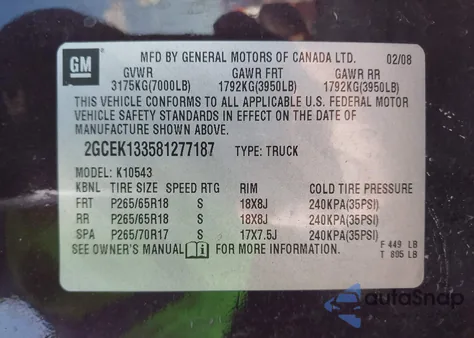 GM
MFD BY GENERAL MOTORS OF CANADA LTD. 02/08
GVWR GAWR FRT GAWR RR
3175KG(7000LB) 1792KG(3950LB) 1792KG(3950LB)
THIS VEHICLE CONFORMS TO ALL APPLICABLE U.S. FEDERAL MOTOR
VEHICLE SAFETY STANDARDS IN EFFECT ON THE DATE OF
MANUFACTURE SHOWN ABOVE.
2GCEK133581277187 TYPE: TRUCK
MODEL: K10543
KBNL TIRE SIZE SPEED RTG RIM COLD TIRE PRESSURE
FRT P265/65R18 S 18X8J 240KPA(35PSI)
RR P265/65R18 S 18X8J 240KPA(35PSI)
SPA P265/70R17 S 17X7.5J 240KPA(35PSI)
SEE OWNER'S MANUAL i FOR MORE INFORMATION.
F 449 LB
T 805 LB
autoSnap